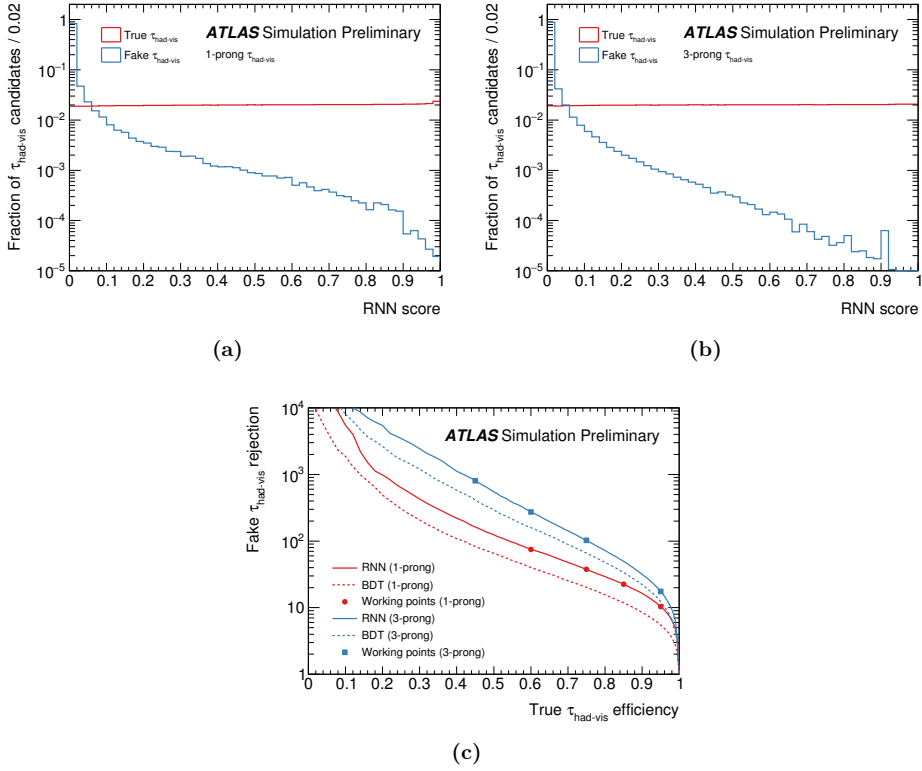 ATLAS Simulation Preliminary
True τhad-vis
Fake τhad-vis
1-prong τhad-vis
Fraction of τhad-vis candidates / 0.02
1
10−1
10−2
10−3
10−4
10−5
0 0.1 0.2 0.3 0.4 0.5 0.6 0.7 0.8 0.9 1
RNN score
(a)
ATLAS Simulation Preliminary
True τhad-vis
Fake τhad-vis
3-prong τhad-vis
Fraction of τhad-vis candidates / 0.02
1
10−1
10−2
10−3
10−4
10−5
0 0.1 0.2 0.3 0.4 0.5 0.6 0.7 0.8 0.9 1
RNN score
(b)
ATLAS Simulation Preliminary
Fake τhad-vis rejection
104
103
102
10
1
RNN (1-prong)
BDT (1-prong)
Working points (1-prong)
RNN (3-prong)
BDT (3-prong)
Working points (3-prong)
0 0.1 0.2 0.3 0.4 0.5 0.6 0.7 0.8 0.9 1
True τhad-vis efficiency
(c)